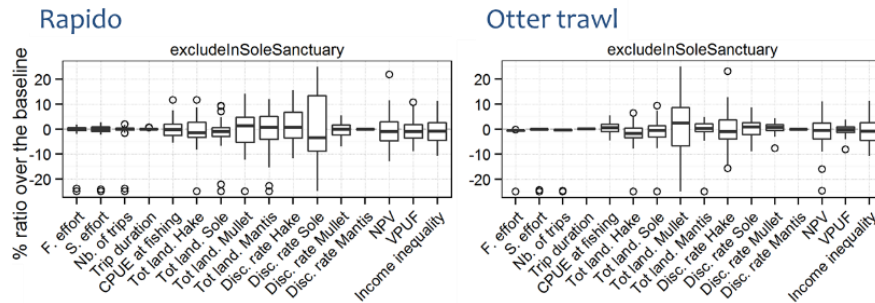 Rapido
Otter trawl
excludeInSoleSanctuary
excludeInSoleSanctuary
% ratio over the baseline
20
10
0
-10
-20
20
10
0
-10
-20
F. effort
S. effort
Nb. of trips
Trip duration
CPUE at fishing
Tot land. Hake
Tot land. Sole
Tot land. Mullet
Tot land. Mantis
Disc. rate Hake
Disc. rate Sole
Disc. rate Mullet
Disc. rate Mantis
NPV
VPUF
Income inequality
F. effort
S. effort
Nb. of trips
Trip duration
CPUE at fishing
Tot land. Hake
Tot land. Sole
Tot land. Mullet
Tot land. Mantis
Disc. rate Hake
Disc. rate Sole
Disc. rate Mullet
Disc. rate Mantis
NPV
VPUF
Income inequality